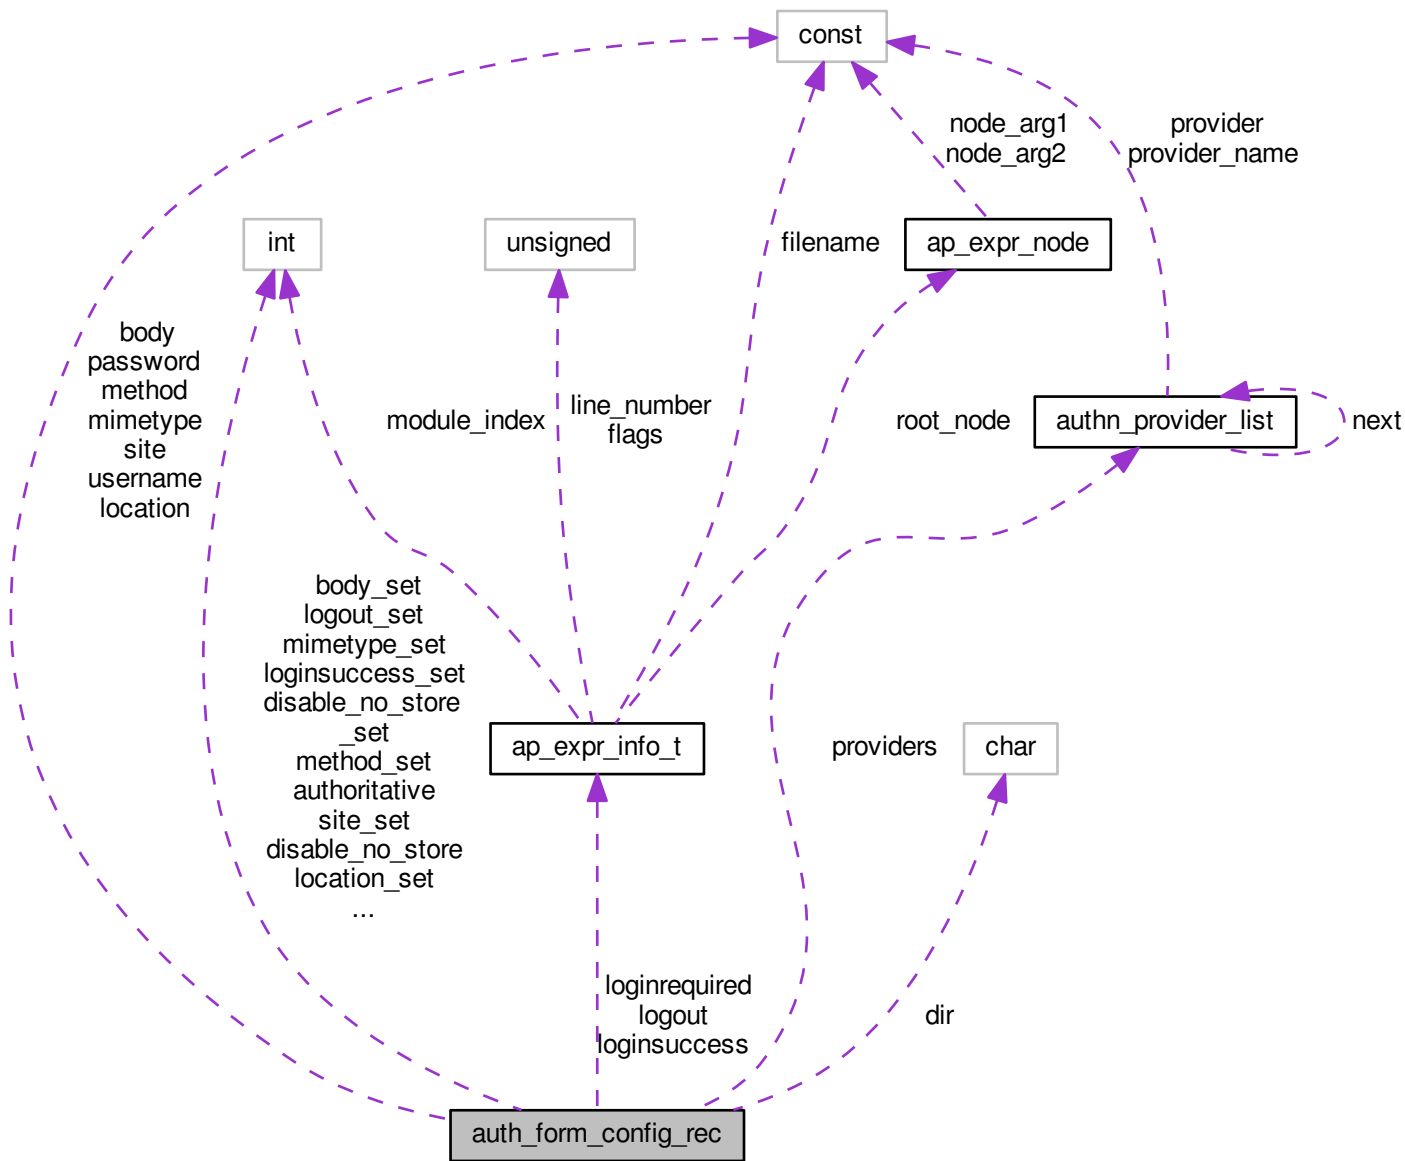 const
node_arg1
node_arg2
provider
provider_name
int
unsigned
filename
ap_expr_node
body
password
method
mimetype
site
username
location
module_index
line_number
flags
root_node
authn_provider_list
next
body_set
logout_set
mimetype_set
loginsuccess_set
disable_no_store
_set
method_set
authoritative
site_set
disable_no_store
location_set
...
ap_expr_info_t
providers
char
loginrequired
logout
loginsuccess
dir
auth_form_config_rec